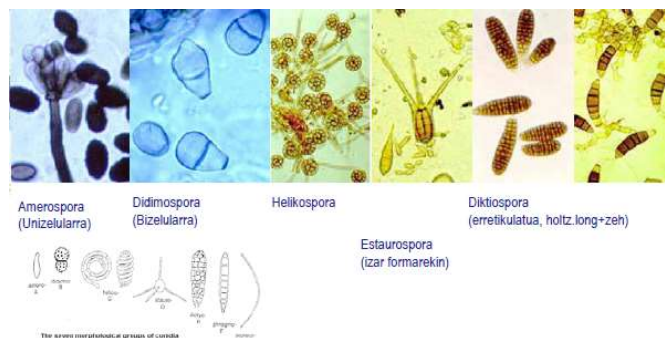 Amerospora
(Unizelularra)
Didimospora
(Bizelularra)
Helikospora
Estaurospora
(izar formarekin)
Diktiospora
(erretikulatua, holtz.long+zeh)
The seven morphological groups of conidia